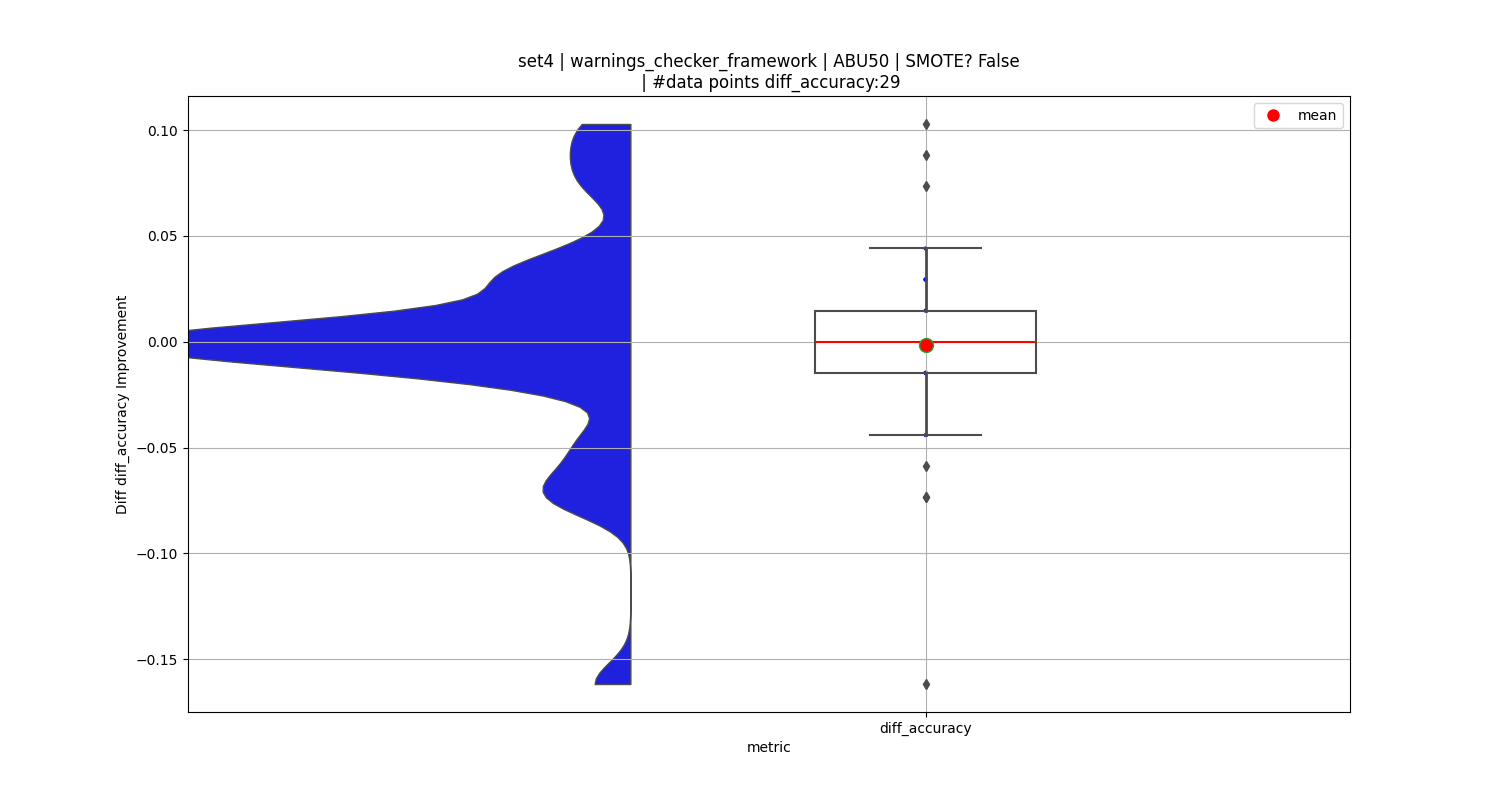 set4 | warnings_checker_framework | ABU50 | SMOTE? False
| #data points diff_accuracy:29
mean
0.10
0.05
0.00
−0.05
−0.10
−0.15
Diff diff_accuracy Improvement
diff_accuracy
metric